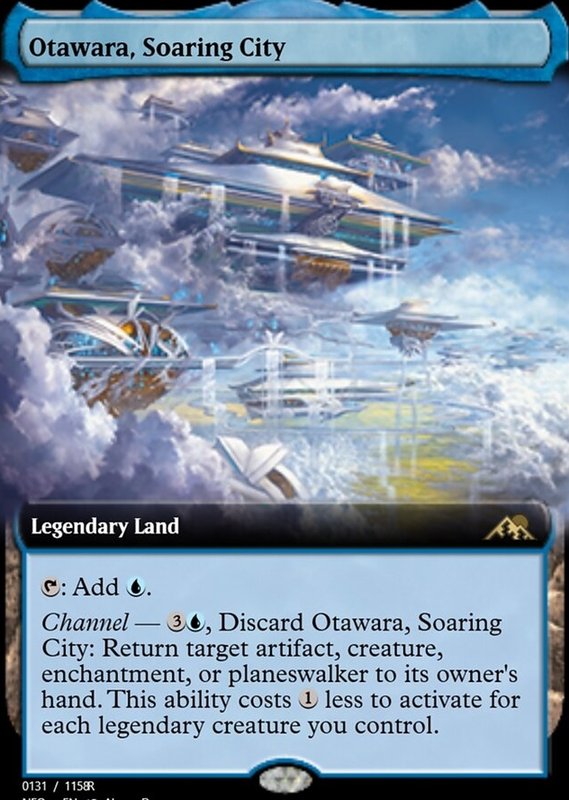 Otawara, Soaring City
Legendary Land
: Add .
Channel — 3, Discard Otawara, Soaring
City: Return target artifact, creature,
enchantment, or planeswalker to its owner's
hand. This ability costs 1 less to activate for
each legendary creature you control.
0131 / 1158R